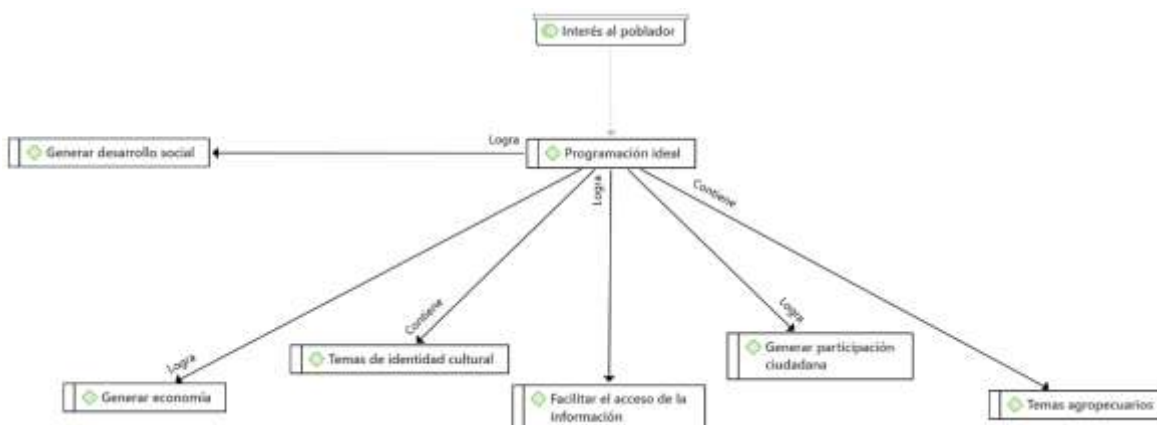 Interés al poblador
Logra
Generar desarrollo social
Programación ideal
Logra
Contiene
Contiene
Logra
Logra
Temas de identidad cultural
Generar participación
ciudadana
Generar economía
Facilitar el acceso de la
información
Temas agropecuarios